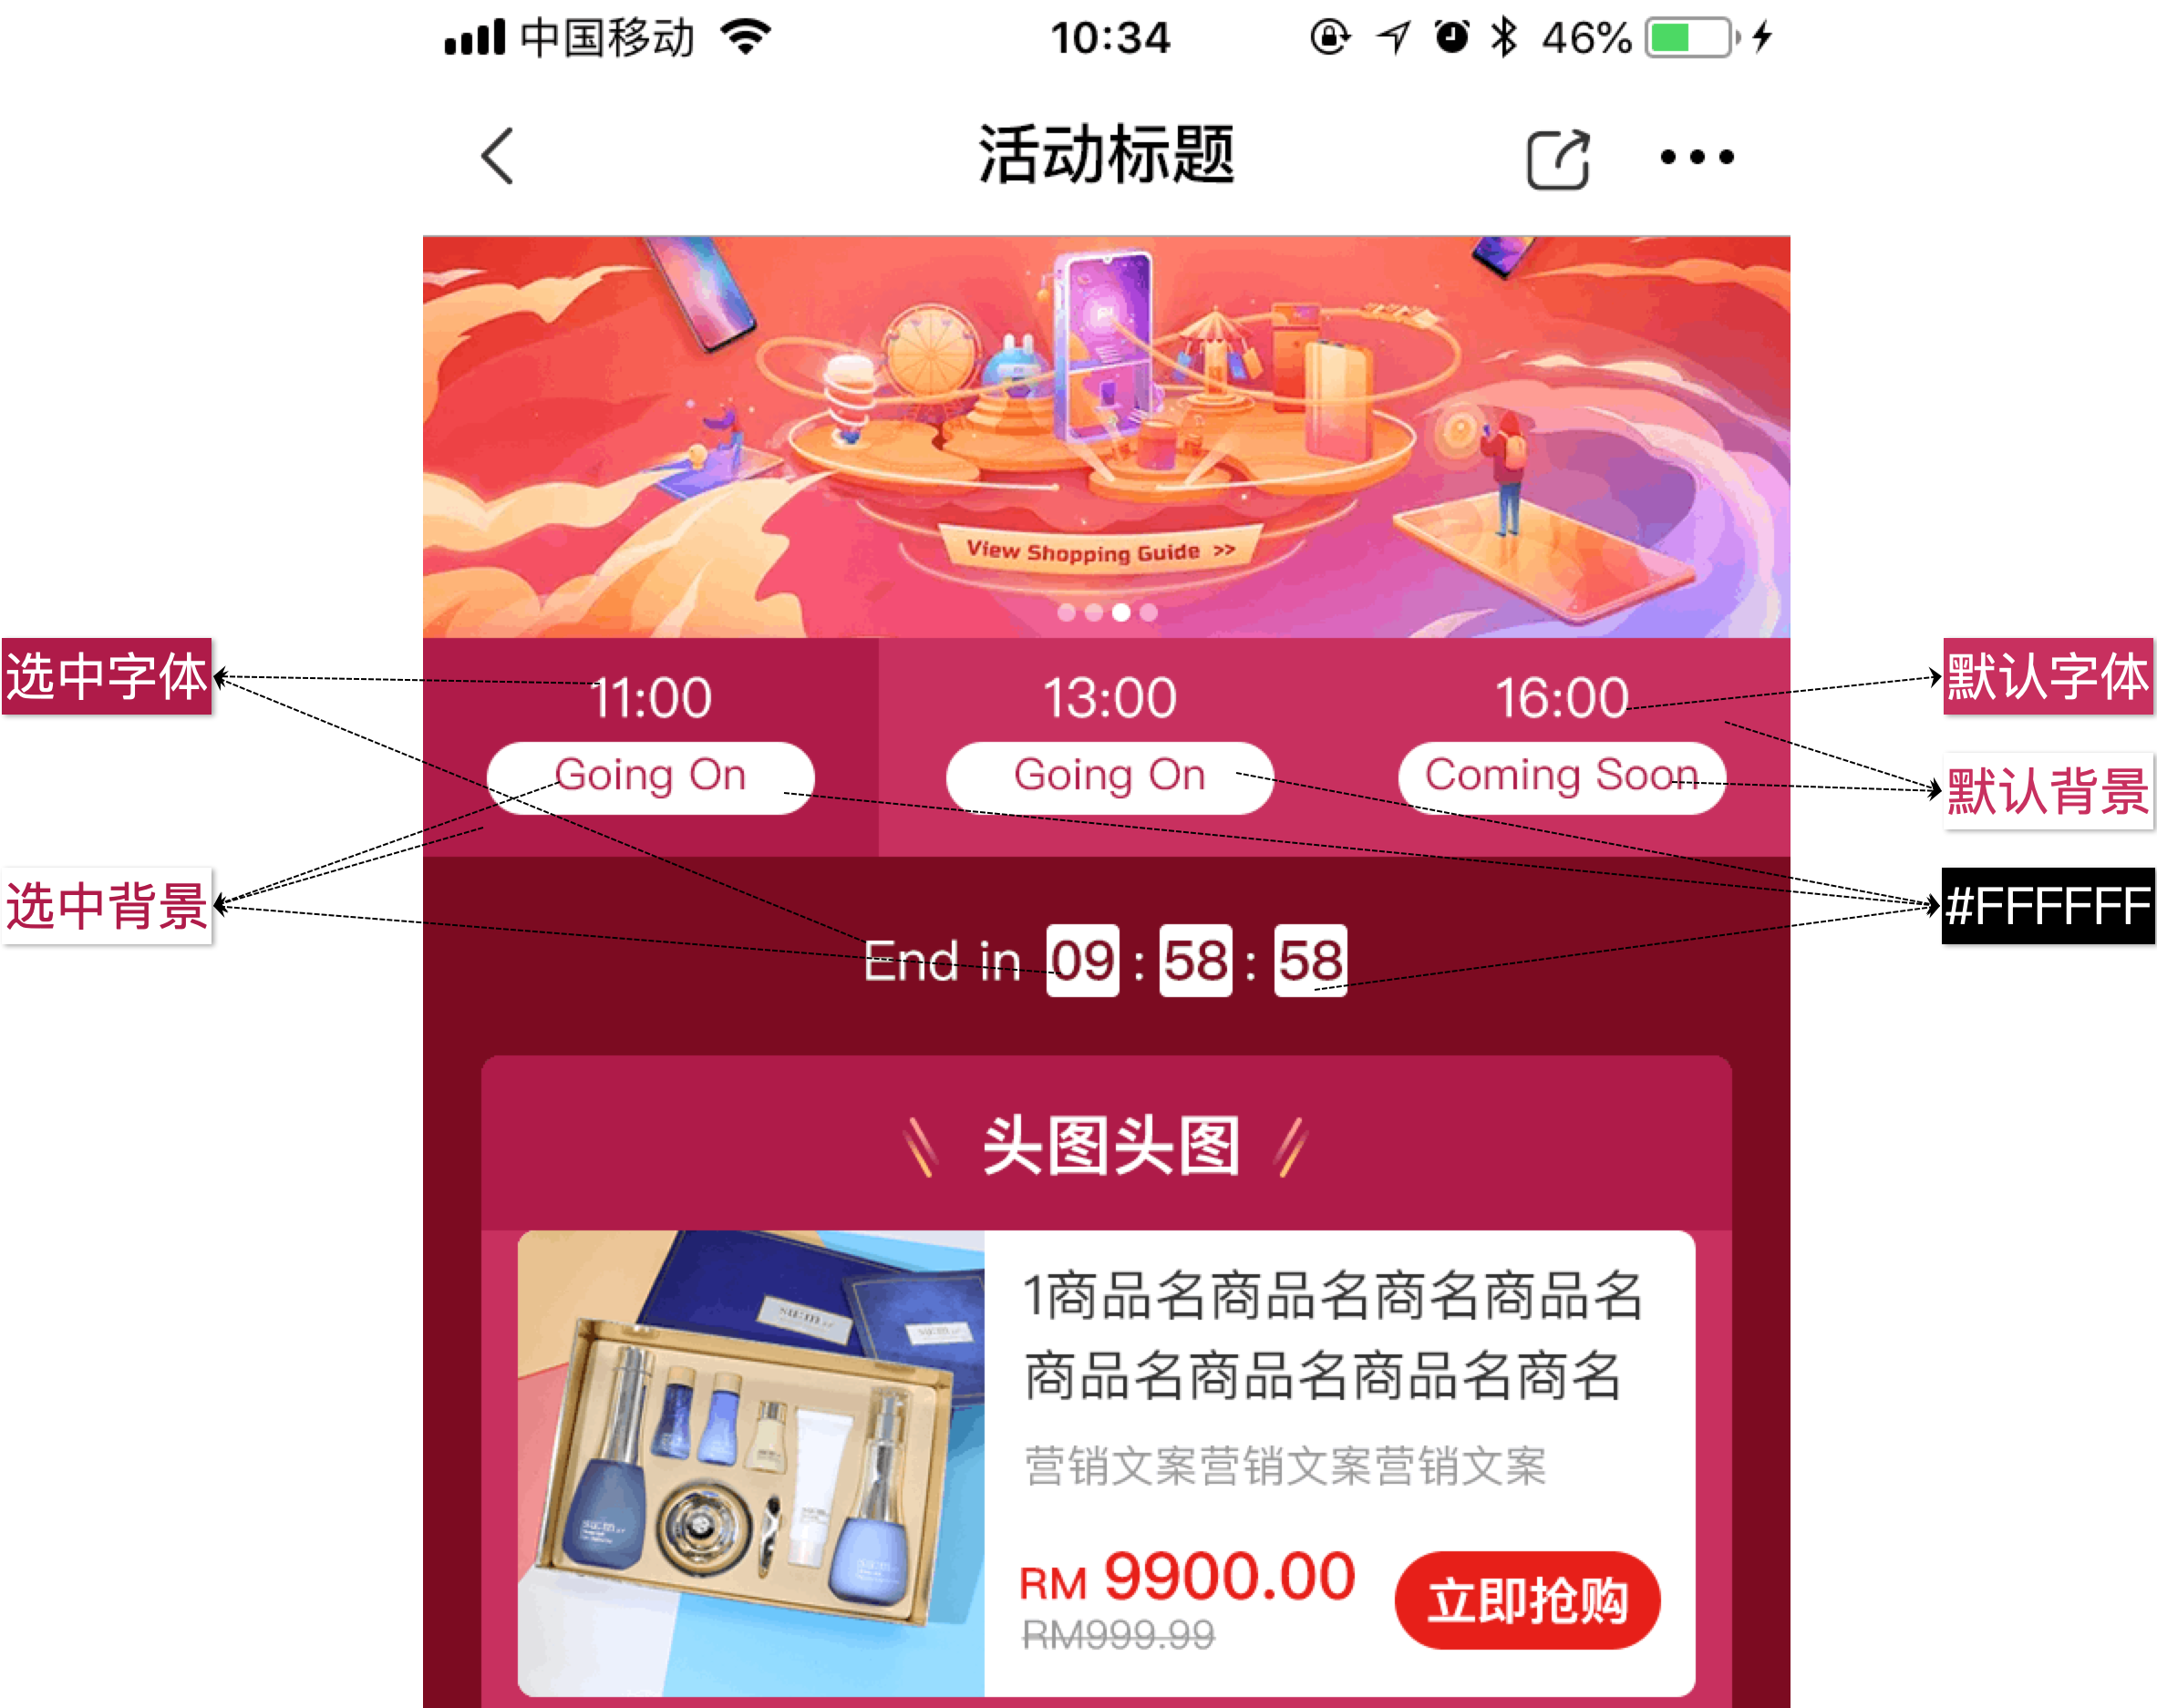 中国移动 10:34 46%
活动标题
View Shopping Guide >>
选中字体
11:00 13:00 16:00
默认字体
Going On Going On Coming Soon
默认背景
选中背景
#FFFFFF
End in 09 : 58 : 58
头图头图
1商品名商品名商名商品名
商品名商品名商品名商名
营销文案营销文案营销文案
RM 9900.00
立即抢购
RM999.99